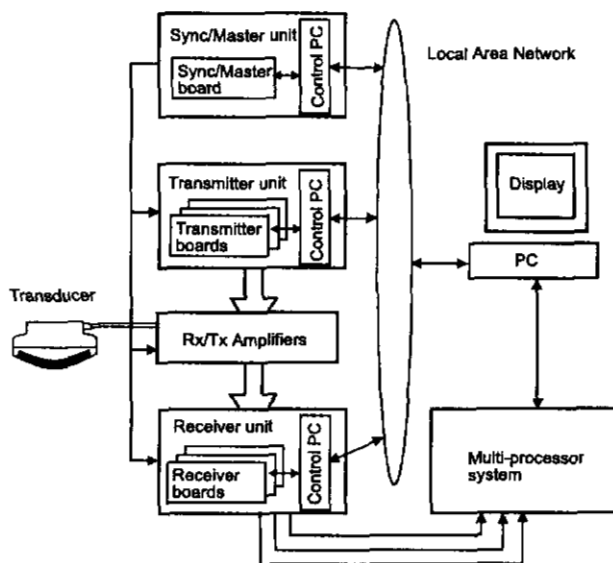 Sync/Master unit
Sync/Master
board
Control PC
Local Area Network
Transmitter unit
Transmitter
boards
Control PC
Display
PC
Transducer
Rx/Tx Amplifiers
Receiver unit
Receiver
boards
Control PC
Multi-processor
system